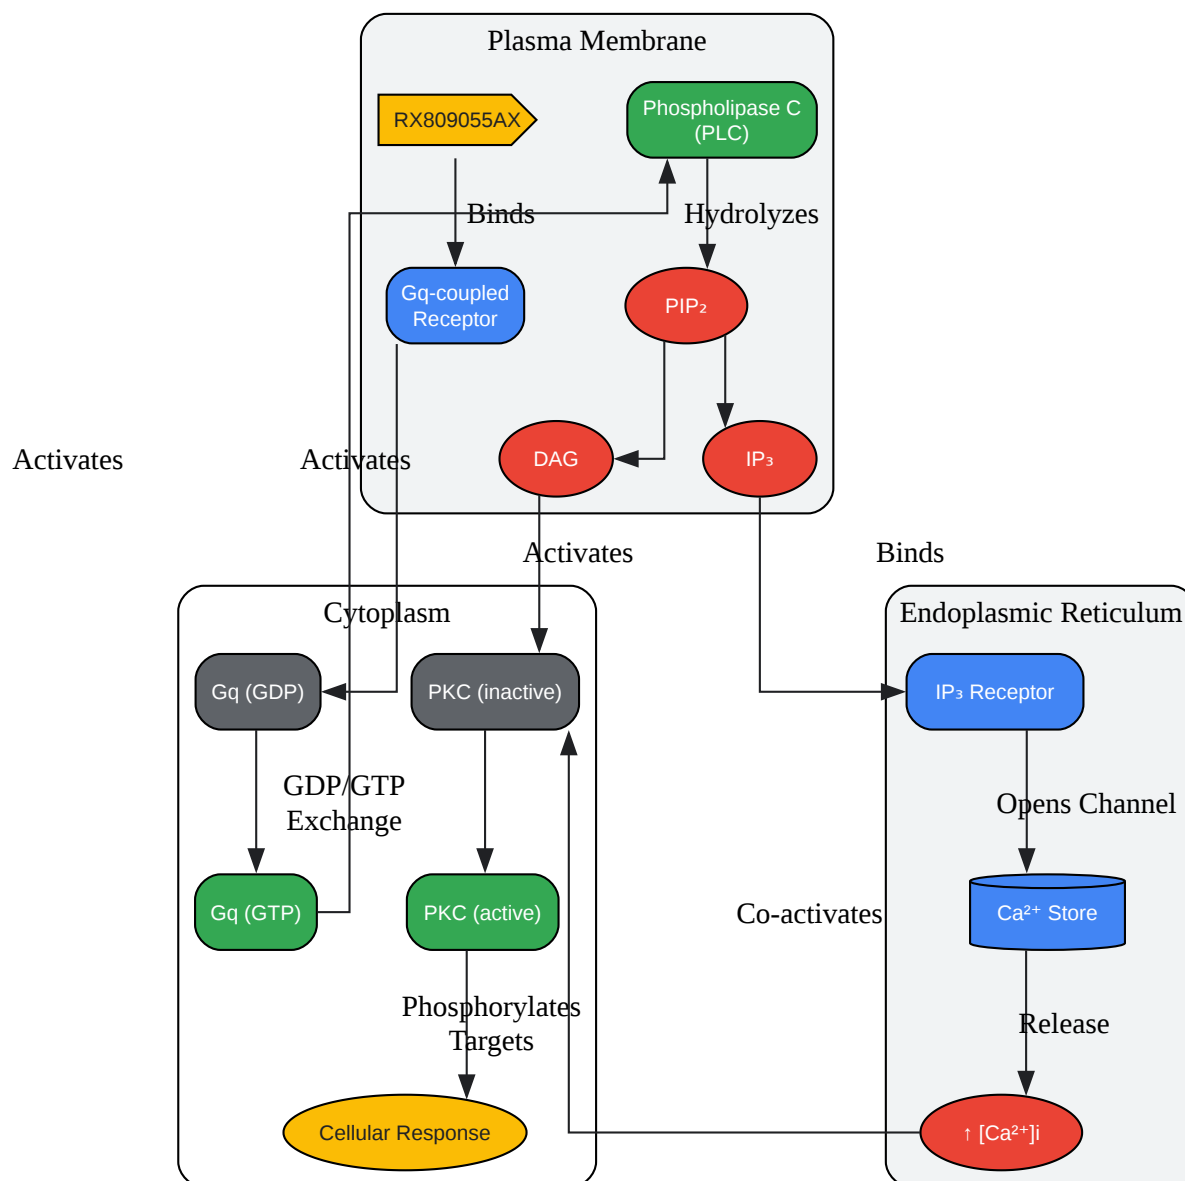 Plasma Membrane
RX809055AX
Phospholipase C
(PLC)
Binds
Hydrolyzes
Gq-coupled
Receptor
PIP₂
Activates
Activates
DAG
IP₃
Activates
Binds
Cytoplasm
Endoplasmic Reticulum
Gq (GDP)
PKC (inactive)
IP₃ Receptor
GDP/GTP
Exchange
Opens Channel
Gq (GTP)
PKC (active)
Co-activates
Ca²⁺ Store
Phosphorylates
Targets
Release
Cellular Response
↑ [Ca²⁺]i